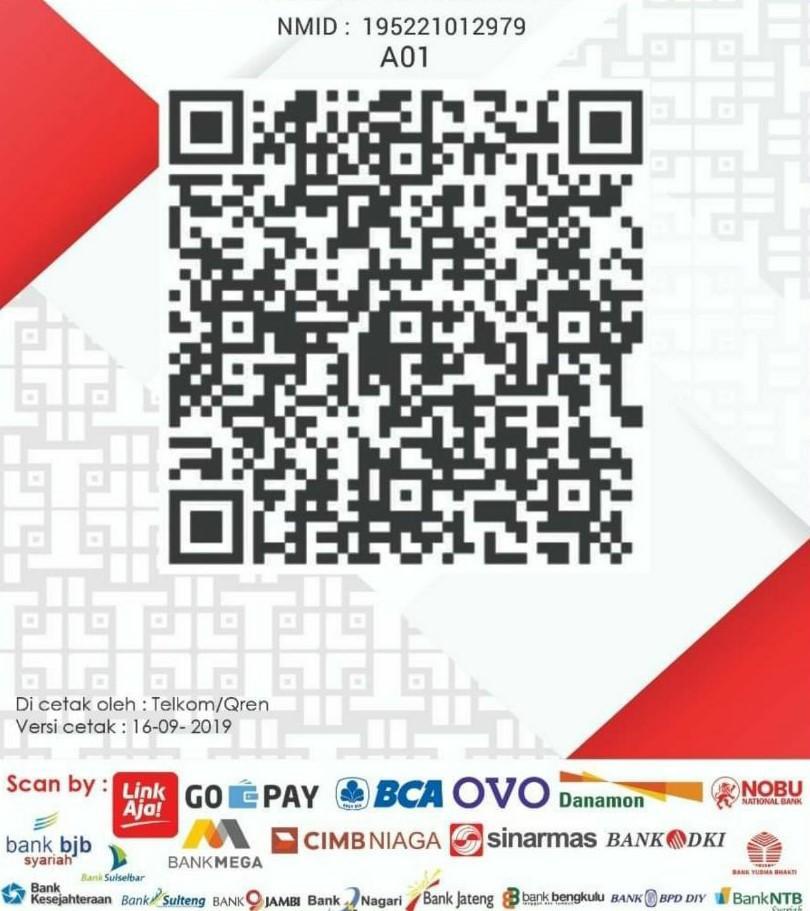 NMID : 195221012979
A01
Di cetak oleh : Telkom/Qren
Versi cetak : 16-09- 2019
Scan by :
Link Aja!
GO PAY
BCA
OVO
Danamon
NOBU
NATIONAL BANK
bank bjb
syariah
Bank Sulselbar
BANKMEGA
CIMB NIAGA
sinarmas
BANK DKI
BANK YUDHA BHAKTI
Bank
Kesejahteraan
Bank Sulteng
BANK 9 JAMBI
Bank Nagari
Bank Jateng
bank bengkulu
BANK BPD DIY
BankNTB
Syariah